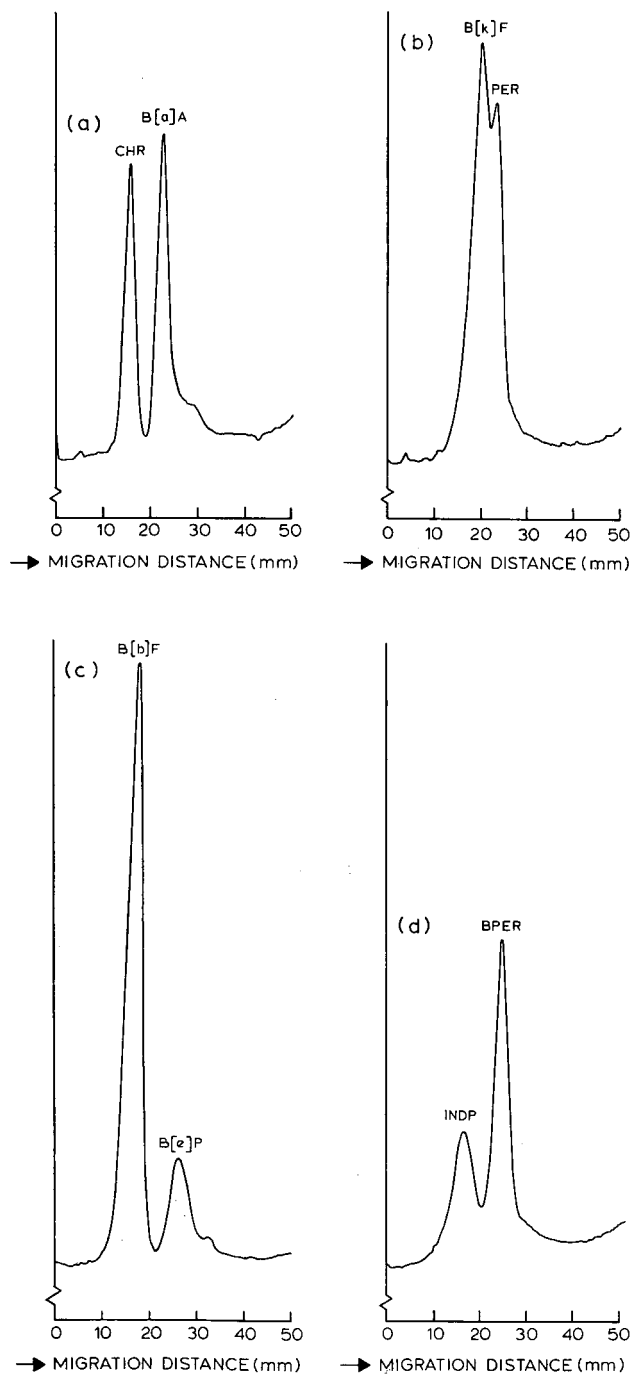 (a)
CHR
B[a]A
0 10 20 30 40 50
→ MIGRATION DISTANCE (mm)
(b)
B[k]F
PER
0 10 20 30 40 50
→ MIGRATION DISTANCE (mm)
(c)
B[b]F
B[e]P
0 10 20 30 40 50
→ MIGRATION DISTANCE (mm)
(d)
INDP
BPER
0 10 20 30 40 50
→ MIGRATION DISTANCE (mm)